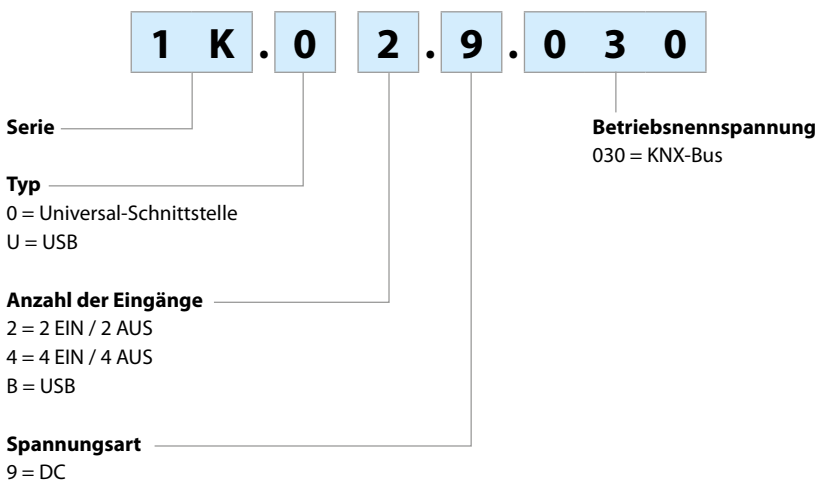 1 K . 0 2 . 9 . 0 3 0
Serie
Betriebsnennspannung
030 = KNX-Bus
Typ
0 = Universal-Schnittstelle
U = USB
Anzahl der Eingänge
2 = 2 EIN / 2 AUS
4 = 4 EIN / 4 AUS
B = USB
Spannungsart
9 = DC